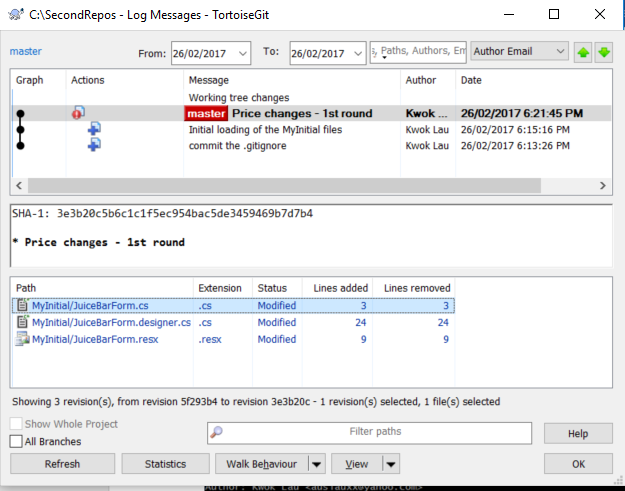 C:\SecondRepos - Log Messages - TortoiseGit
master From: 26/02/2017 To: 26/02/2017 Paths, Authors, Em Author Email
Graph Actions Message Author Date
Working tree changes
master Price changes - 1st round Kwok ... 26/02/2017 6:21:45 PM
Initial loading of the MyInitial files Kwok Lau 26/02/2017 6:15:16 PM
commit the .gitignore Kwok Lau 26/02/2017 6:13:26 PM
SHA-1: 3e3b20c5b6c1c1f5ec954bac5de3459469b7d7b4
* Price changes - 1st round
Path Extension Status Lines added Lines removed
MyInitial/JuiceBarForm.cs .cs Modified 3 3
MyInitial/JuiceBarForm.designer.cs .cs Modified 24 24
MyInitial/JuiceBarForm.resx .resx Modified 9 9
Showing 3 revision(s), from revision 5f293b4 to revision 3e3b20c - 1 revision(s) selected, 1 file(s) selected
Show Whole Project
All Branches Filter paths Help
Refresh Statistics Walk Behaviour View OK
Author: Kwok Lau